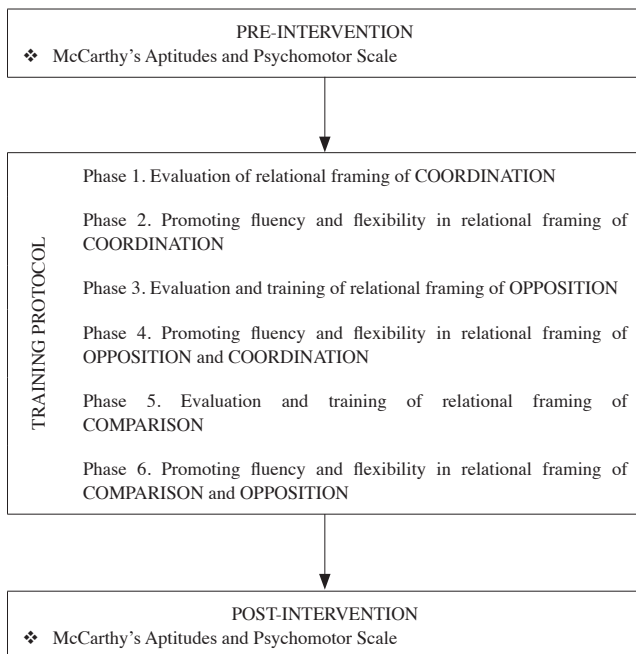 PRE-INTERVENTION
❖ McCarthy's Aptitudes and Psychomotor Scale
TRAINING PROTOCOL
Phase 1. Evaluation of relational framing of COORDINATION
Phase 2. Promoting fluency and flexibility in relational framing of
COORDINATION
Phase 3. Evaluation and training of relational framing of OPPOSITION
Phase 4. Promoting fluency and flexibility in relational framing of
OPPOSITION and COORDINATION
Phase 5. Evaluation and training of relational framing of
COMPARISON
Phase 6. Promoting fluency and flexibility in relational framing of
COMPARISON and OPPOSITION
POST-INTERVENTION
❖ McCarthy's Aptitudes and Psychomotor Scale